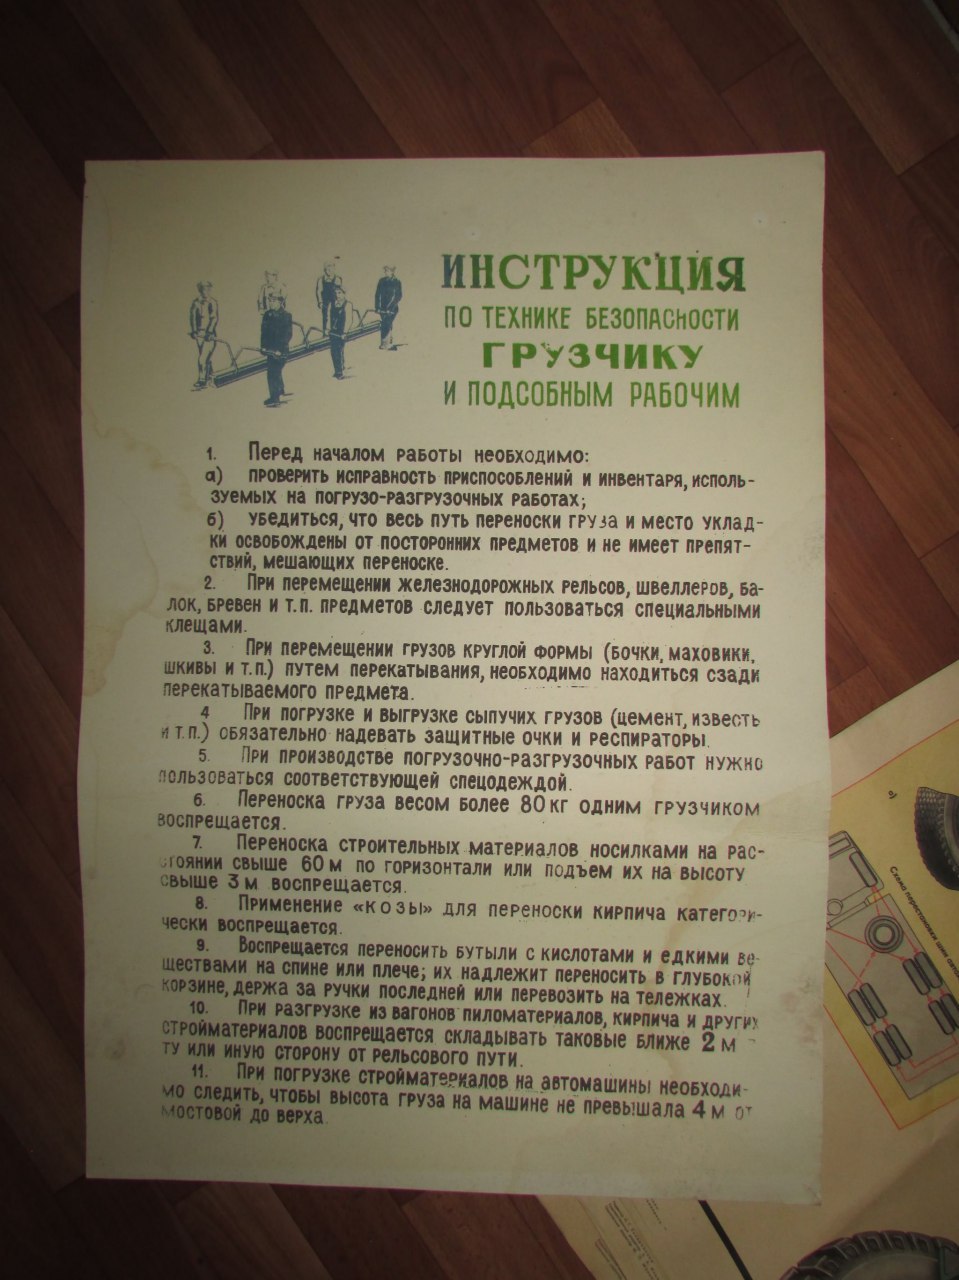 ИНСТРУКЦИЯ
ПО ТЕХНИКЕ БЕЗОПАСНОСТИ
ГРУЗЧИКУ
И ПОДСОБНЫМ РАБОЧИМ
1. Перед началом работы необходимо:
а) проверить исправность приспособлений и инвентаря, исполь-
зуемых на погрузо-разгрузочных работах;
б) убедиться, что весь путь переноски груза и место уклад-
ки освобождены от посторонних предметов и не имеет препят-
ствий, мешающих переноске.
2. При перемещении железнодорожных рельсов, швеллеров, ба-
лок, бревен и т.п. предметов следует пользоваться специальными
клещами.
3. При перемещении грузов круглой формы (бочки, маховики,
шкивы и т.п.) путем перекатывания, необходимо находиться сзади
перекатываемого предмета.
4 При погрузке и выгрузке сыпучих грузов (цемент, известь
и т.п.) обязательно надевать защитные очки и респираторы.
5. При производстве погрузочно-разгрузочных работ нужно
пользоваться соответствующей спецодеждой.
6. Переноска груза весом более 80 кг одним грузчиком
воспрещается.
7. Переноска строительных материалов носилками на рас-
стоянии свыше 60 м по горизонтали или подъем их на высоту
свыше 3 м воспрещается.
8. Применение «козы» для переноски кирпича категори-
чески воспрещается.
9. Воспрещается переносить бутыли с кислотами и едкими ве-
ществами на спине или плече; их надлежит переносить в глубокой
корзине, держа за ручки последней или перевозить на тележках.
10. При разгрузке из вагонов пиломатериалов, кирпича и других
стройматериалов воспрещается складывать таковые ближе 2 м -
ту или иную сторону от рельсового пути.
11. При погрузке стройматериалов на автомашины необходи-
мо следить, чтобы высота груза на машине не превышала 4 м от
мостовой до верха.
а)
Схема перестановки шин